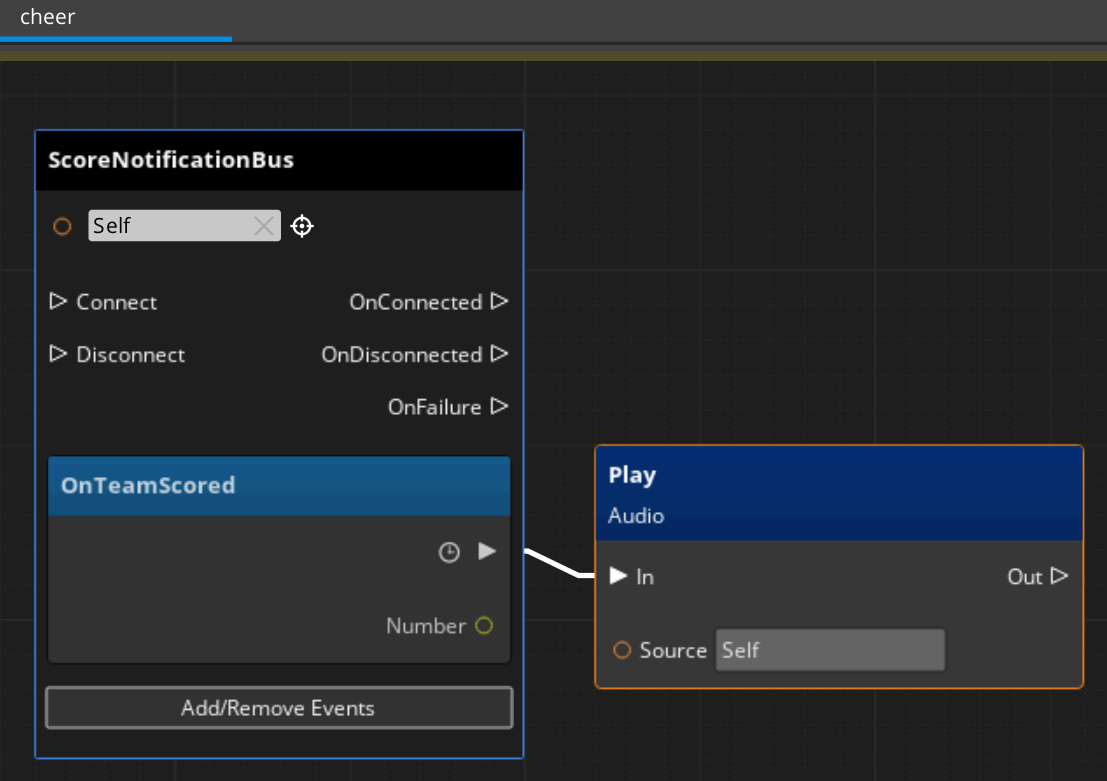 cheer
ScoreNotificationBus
Self
Connect OnConnected
Disconnect OnDisconnected
OnFailure
OnTeamScored
Number
Add/Remove Events
Play
Audio
In Out
Source Self